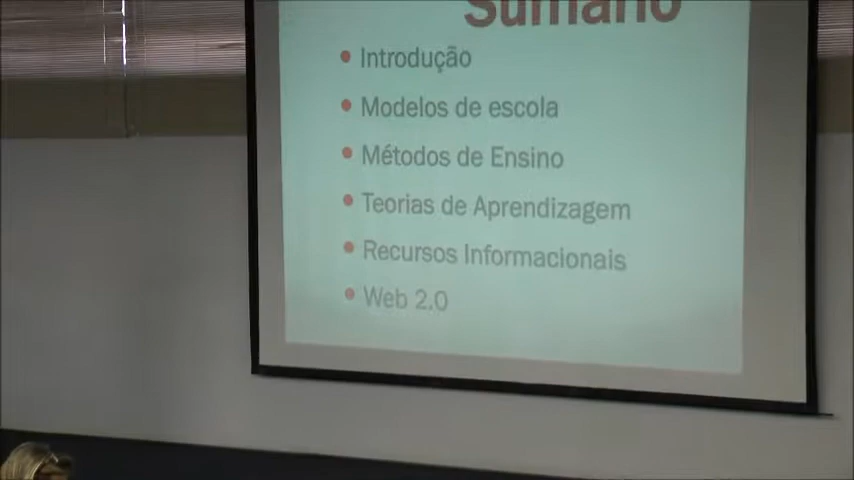 Sumário
Introdução
Modelos de escola
Métodos de Ensino
Teorias de Aprendizagem
Recursos Informacionais
Web 2.0